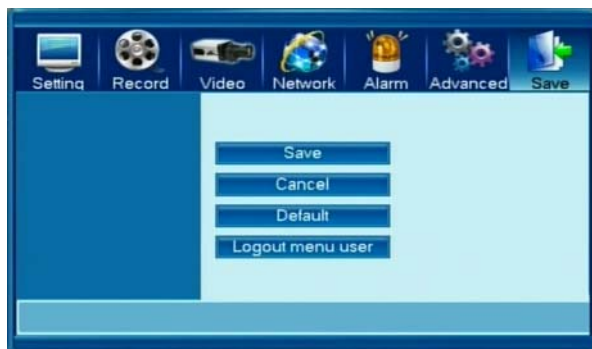 Setting Record Video Network Alarm Advanced Save
Save
Cancel
Default
Logout menu user